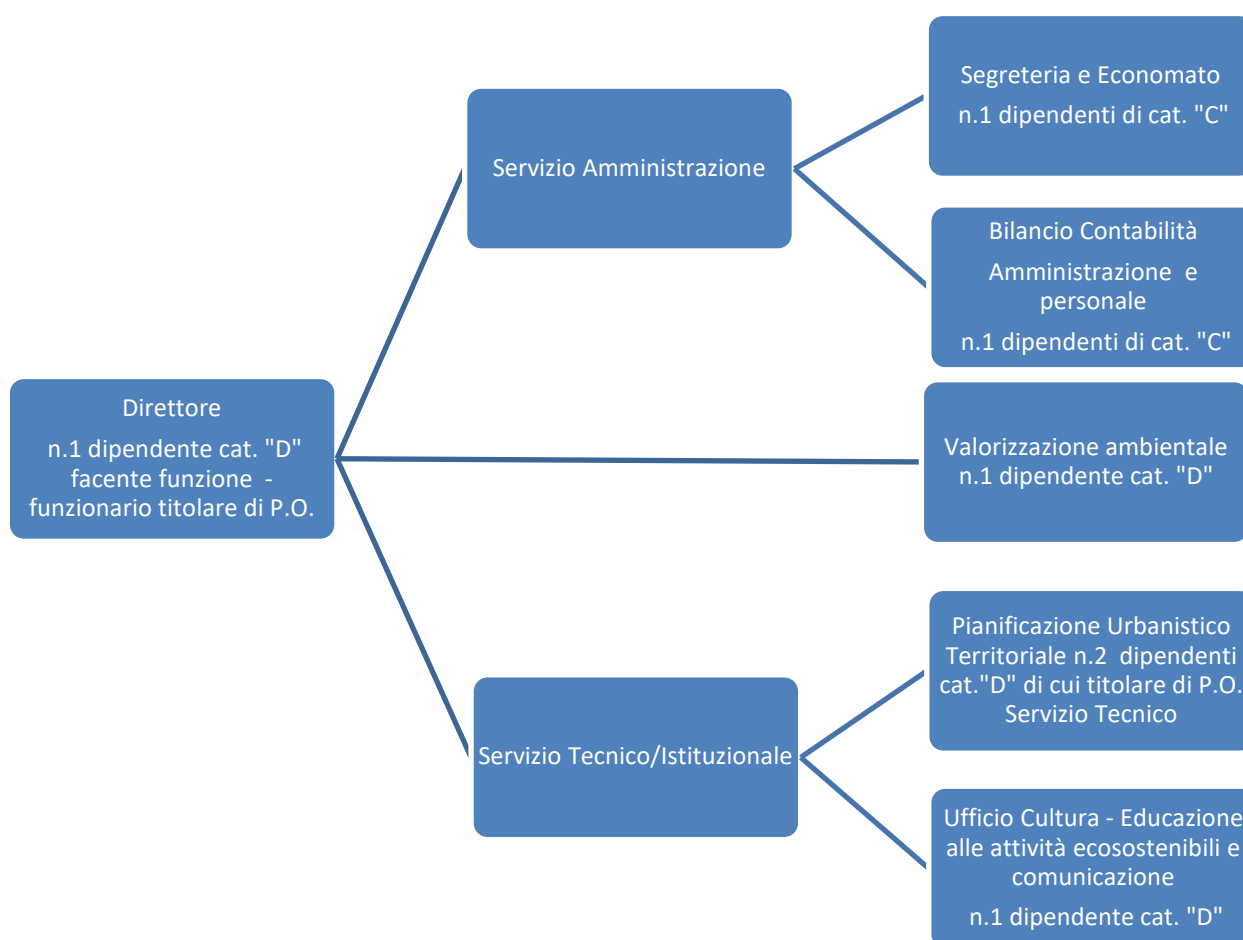 Direttore
n.1 dipendente cat. "D"
facente funzione -
funzionario titolare di P.O.
Servizio Amministrazione
Segreteria e Economato
n.1 dipendenti di cat. "C"
Bilancio Contabilità
Amministrazione e
personale
n.1 dipendenti di cat. "C"
Valorizzazione ambientale
n.1 dipendente cat. "D"
Servizio Tecnico/Istituzionale
Pianificazione Urbanistico
Territoriale n.2 dipendenti
cat."D" di cui titolare di P.O.
Servizio Tecnico
Ufficio Cultura - Educazione
alle attività ecosostenibili e
comunicazione
n.1 dipendente cat. "D"